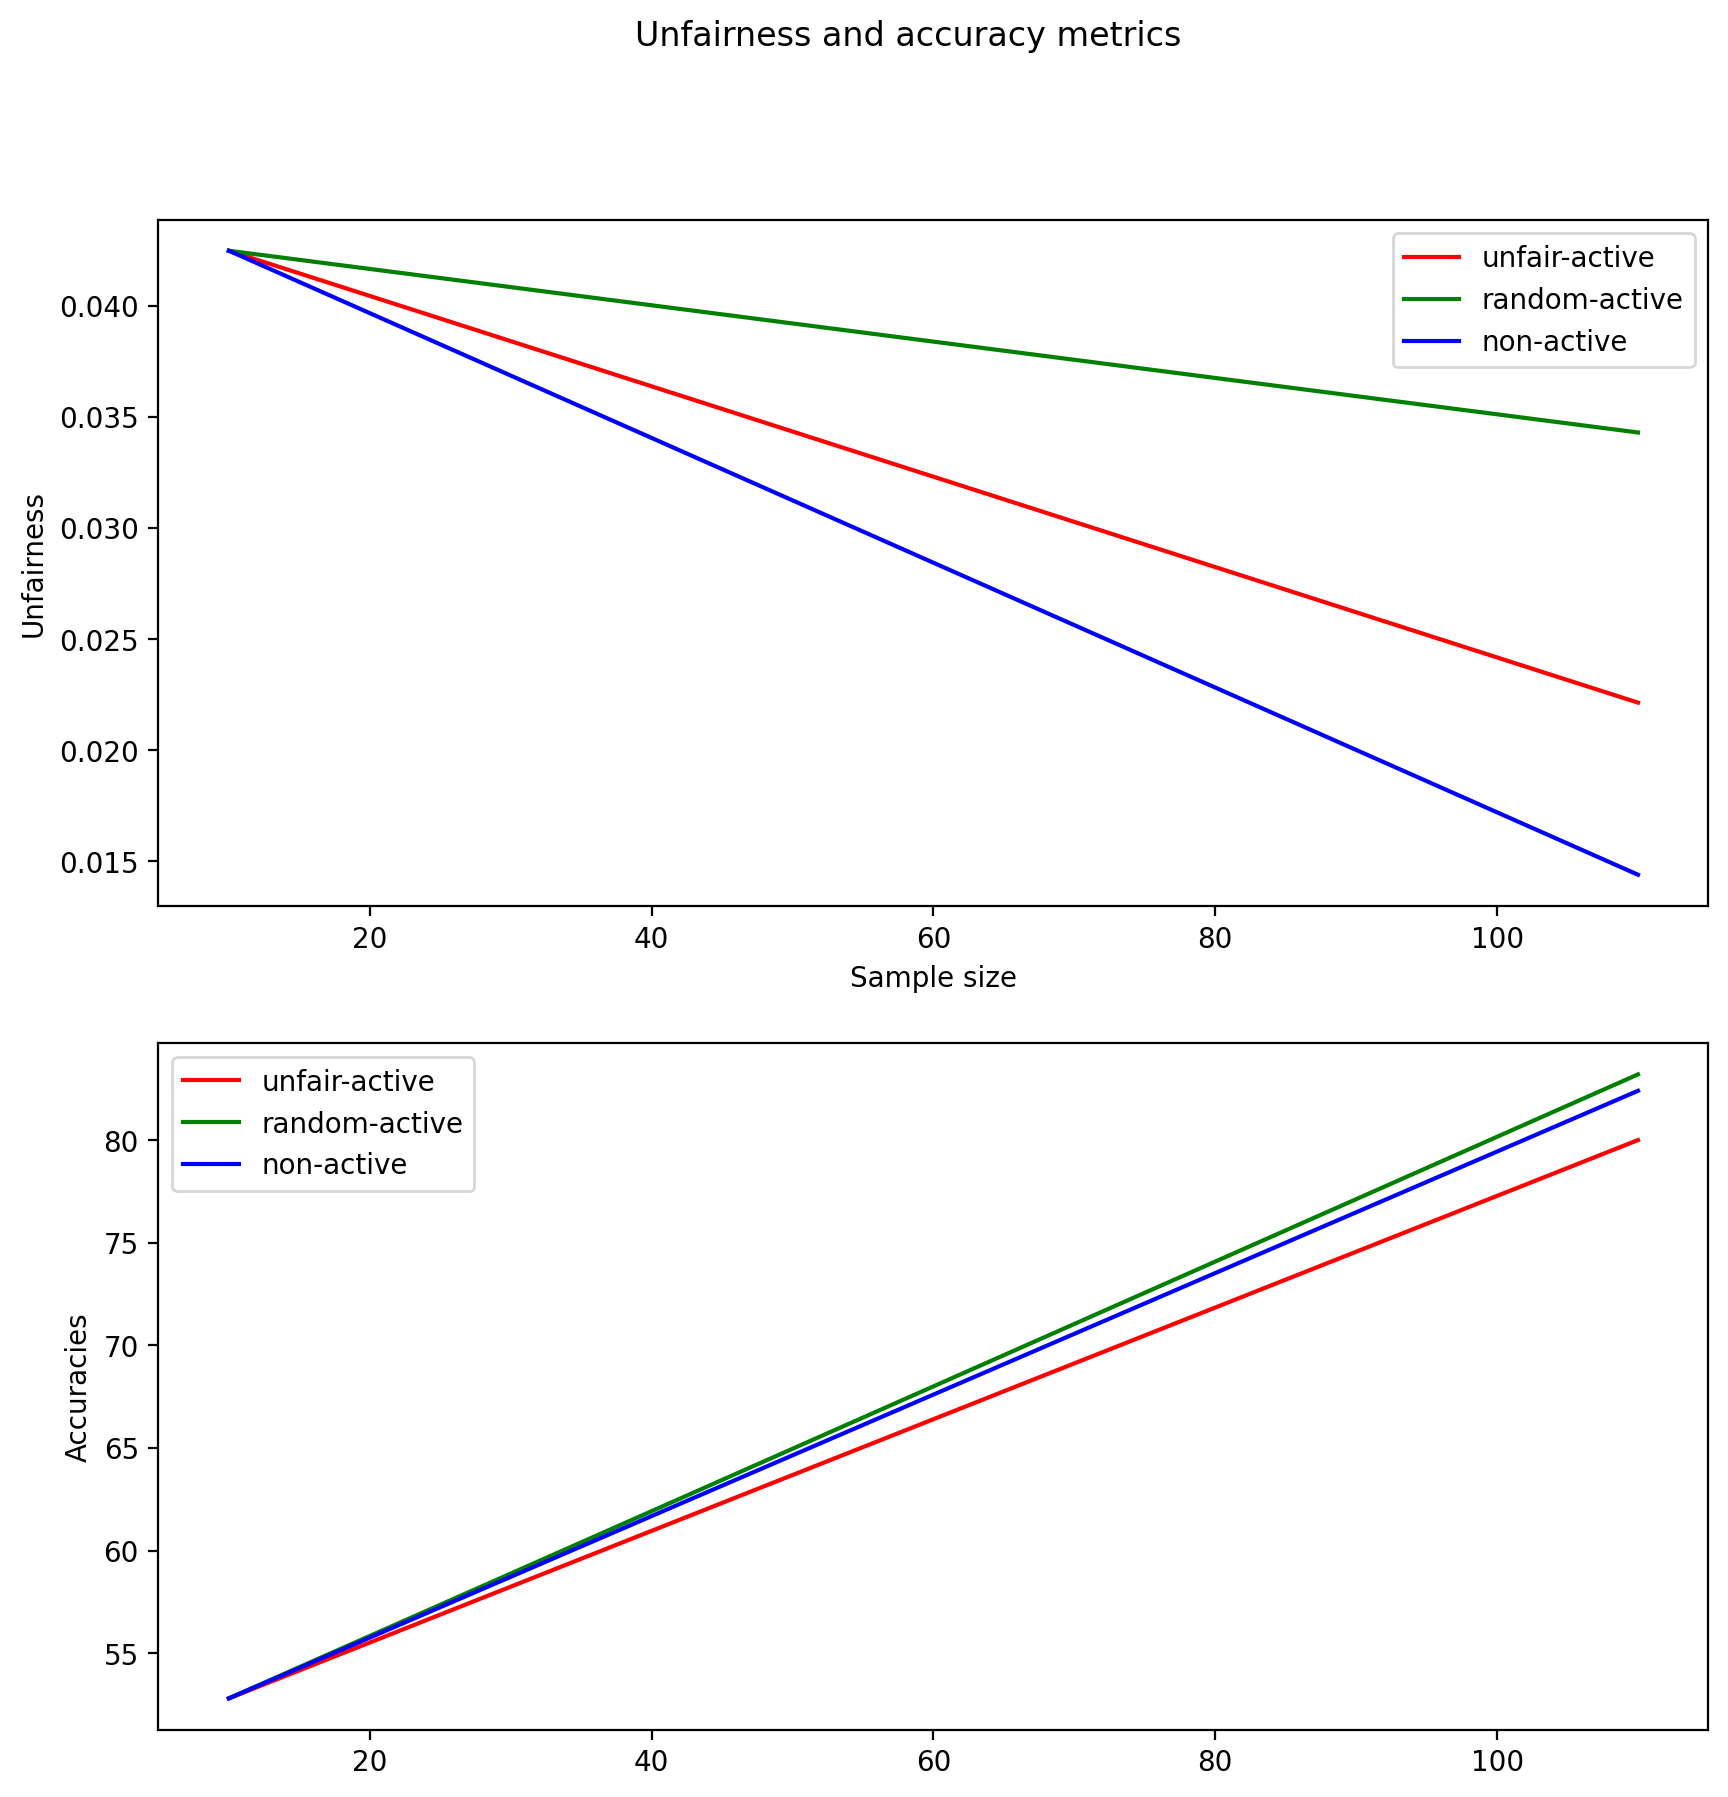 Unfairness and accuracy metrics
unfair-active
random-active
non-active
0.040
0.035
0.030
0.025
0.020
0.015
Unfairness
20 40 60 80 100
Sample size
unfair-active
random-active
non-active
80
75
70
65
60
55
Accuracies
20 40 60 80 100